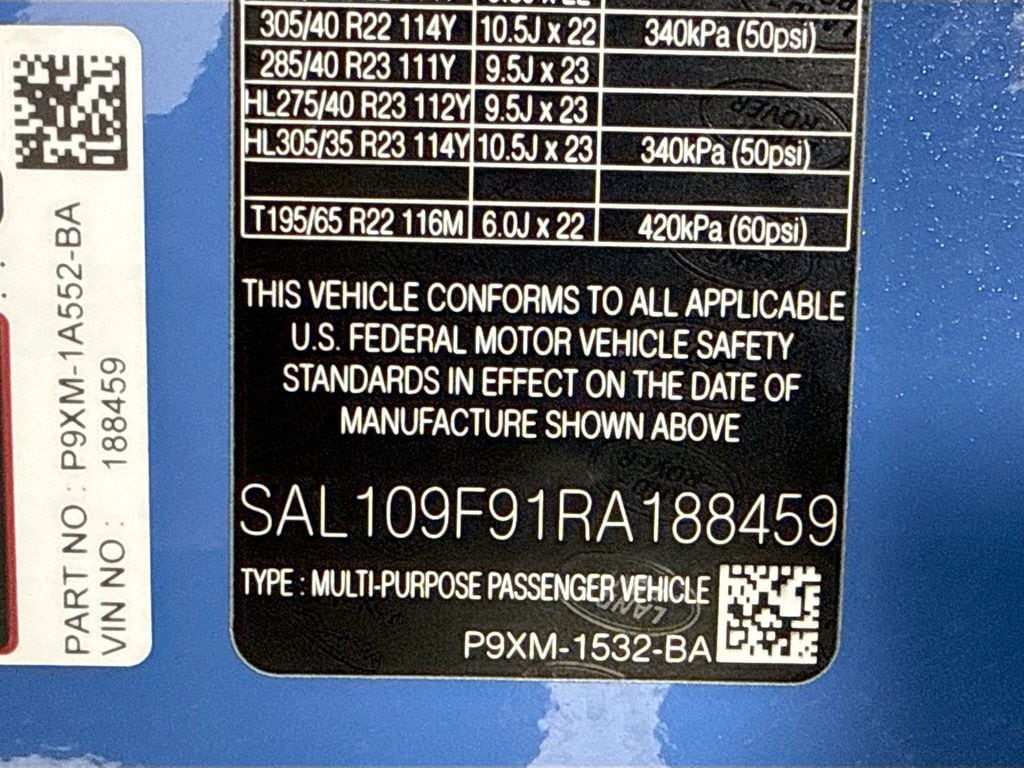 305/40 R22 114Y 10.5J x 22 340kPa (50psi)
285/40 R23 111Y 9.5J x 23
HL275/40 R23 112Y 9.5J x 23
HL305/35 R23 114Y 10.5J x 23 340kPa (50psi)
T195/65 R22 116M 6.0J x 22 420kPa (60psi)
THIS VEHICLE CONFORMS TO ALL APPLICABLE
U.S. FEDERAL MOTOR VEHICLE SAFETY
STANDARDS IN EFFECT ON THE DATE OF
MANUFACTURE SHOWN ABOVE
SAL109F91RA188459
TYPE : MULTI-PURPOSE PASSENGER VEHICLE
P9XM-1532-BA
PART NO : P9XM-1A552-BA
VIN NO : 188459
ROVER
LAND